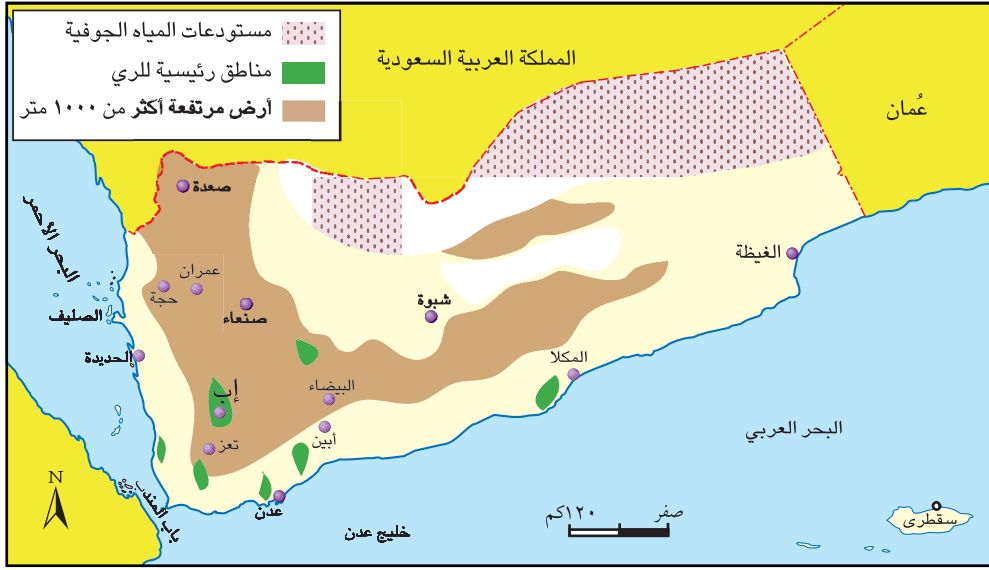 مستودعات المياه الجوفية
مناطق رئيسية للري
أرض مرتفعة أكثر من ١٠٠٠ متر
المملكة العربية السعودية
عُمان
صعدة
البحر الأحمر
عمران
حجة
صنعاء
الصليف
شبوة
الغيظة
الحديدة
المكلا
إب
البيضاء
تعز
أبين
البحر العربي
N
باب المندب
عدن
خليج عدن
صفر ١٢٠كم
سقطرى